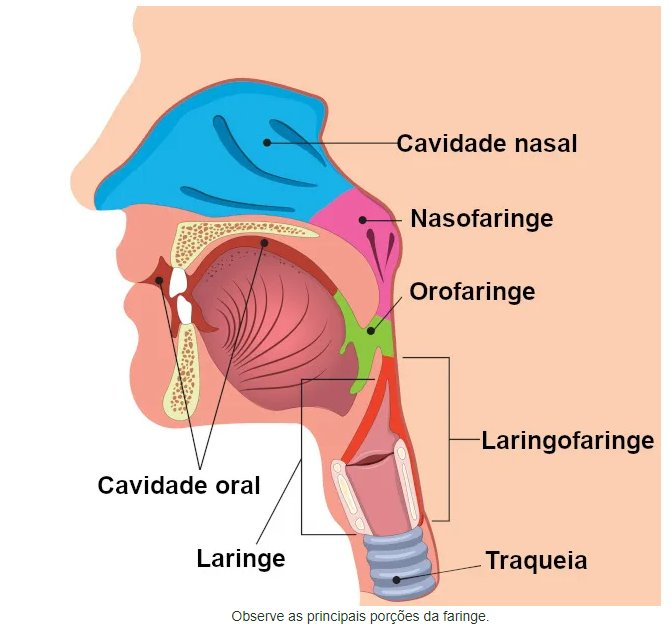 Cavidade nasal
Nasofaringe
Orofaringe
Laringofaringe
Cavidade oral
Laringe
Traqueia
Observe as principais porções da faringe.